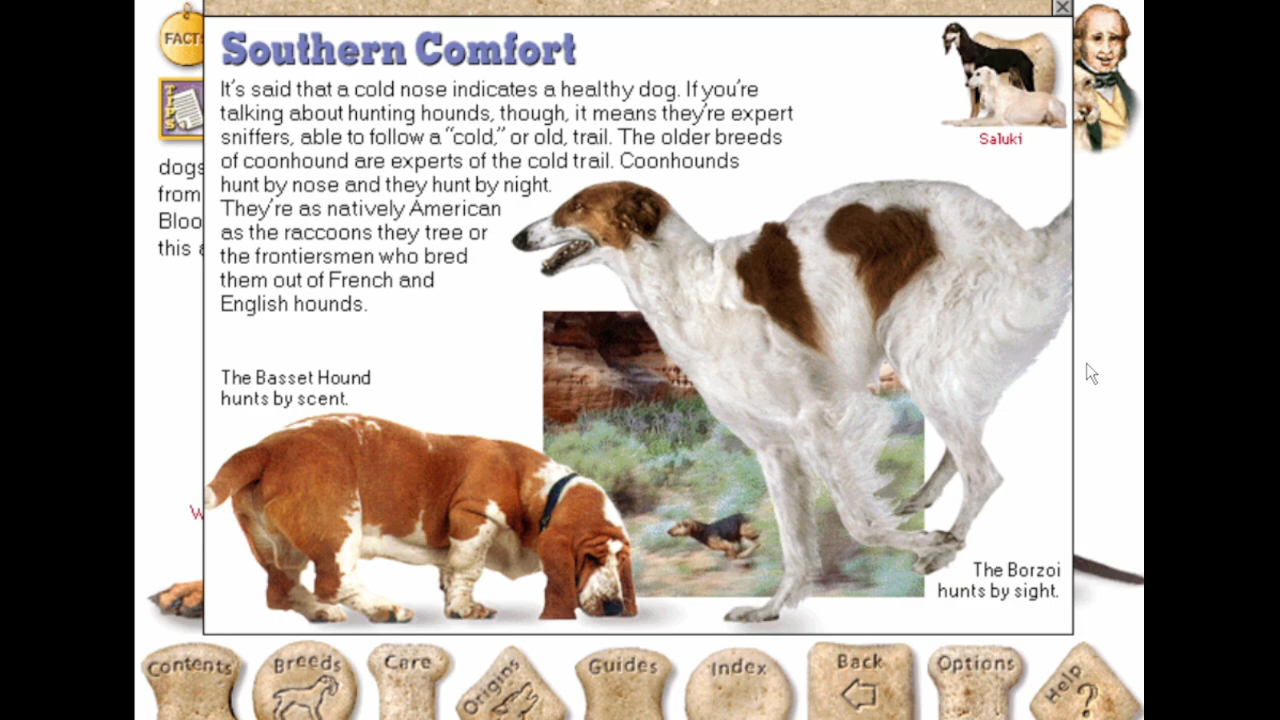 FACTS
TIPS
Southern Comfort
It's said that a cold nose indicates a healthy dog. If you're
talking about hunting hounds, though, it means they're expert
sniffers, able to follow a "cold," or old, trail. The older breeds
of coonhound are experts of the cold trail. Coonhounds
hunt by nose and they hunt by night.
They're as natively American
as the raccoons they tree or
the frontiersmen who bred
them out of French and
English hounds.
Saluki
dogs
from
this
The Basset Hound
hunts by scent.
The Borzoi
hunts by sight.
Contents
Breeds
Care
Origins
Guides
Index
Back
Options
Help
?